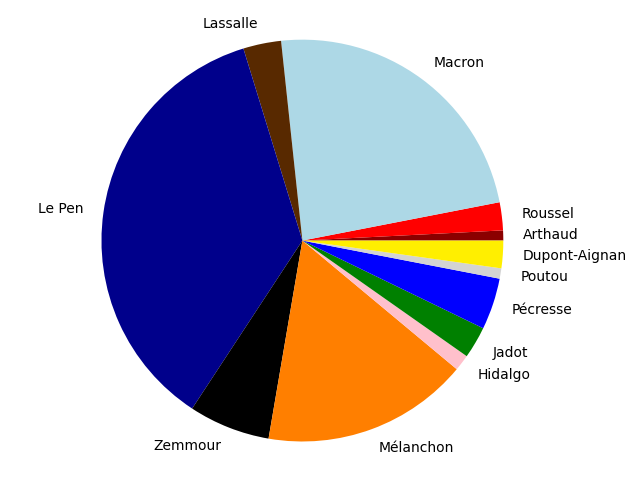 Lassalle
Macron
Le Pen
Roussel
Arthaud
Dupont-Aignan
Poutou
Pécresse
Jadot
Hidalgo
Zemmour
Mélanchon